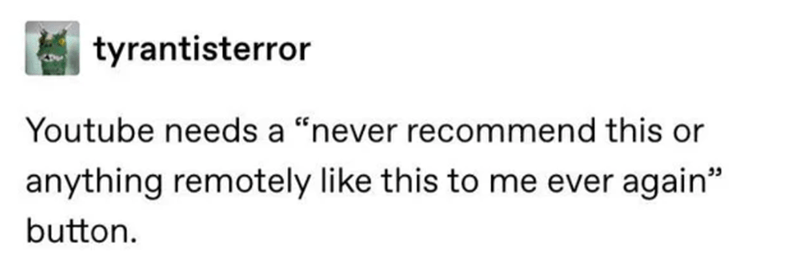 tyrantisterror
Youtube needs a “never recommend this or
anything remotely like this to me ever again”
button.